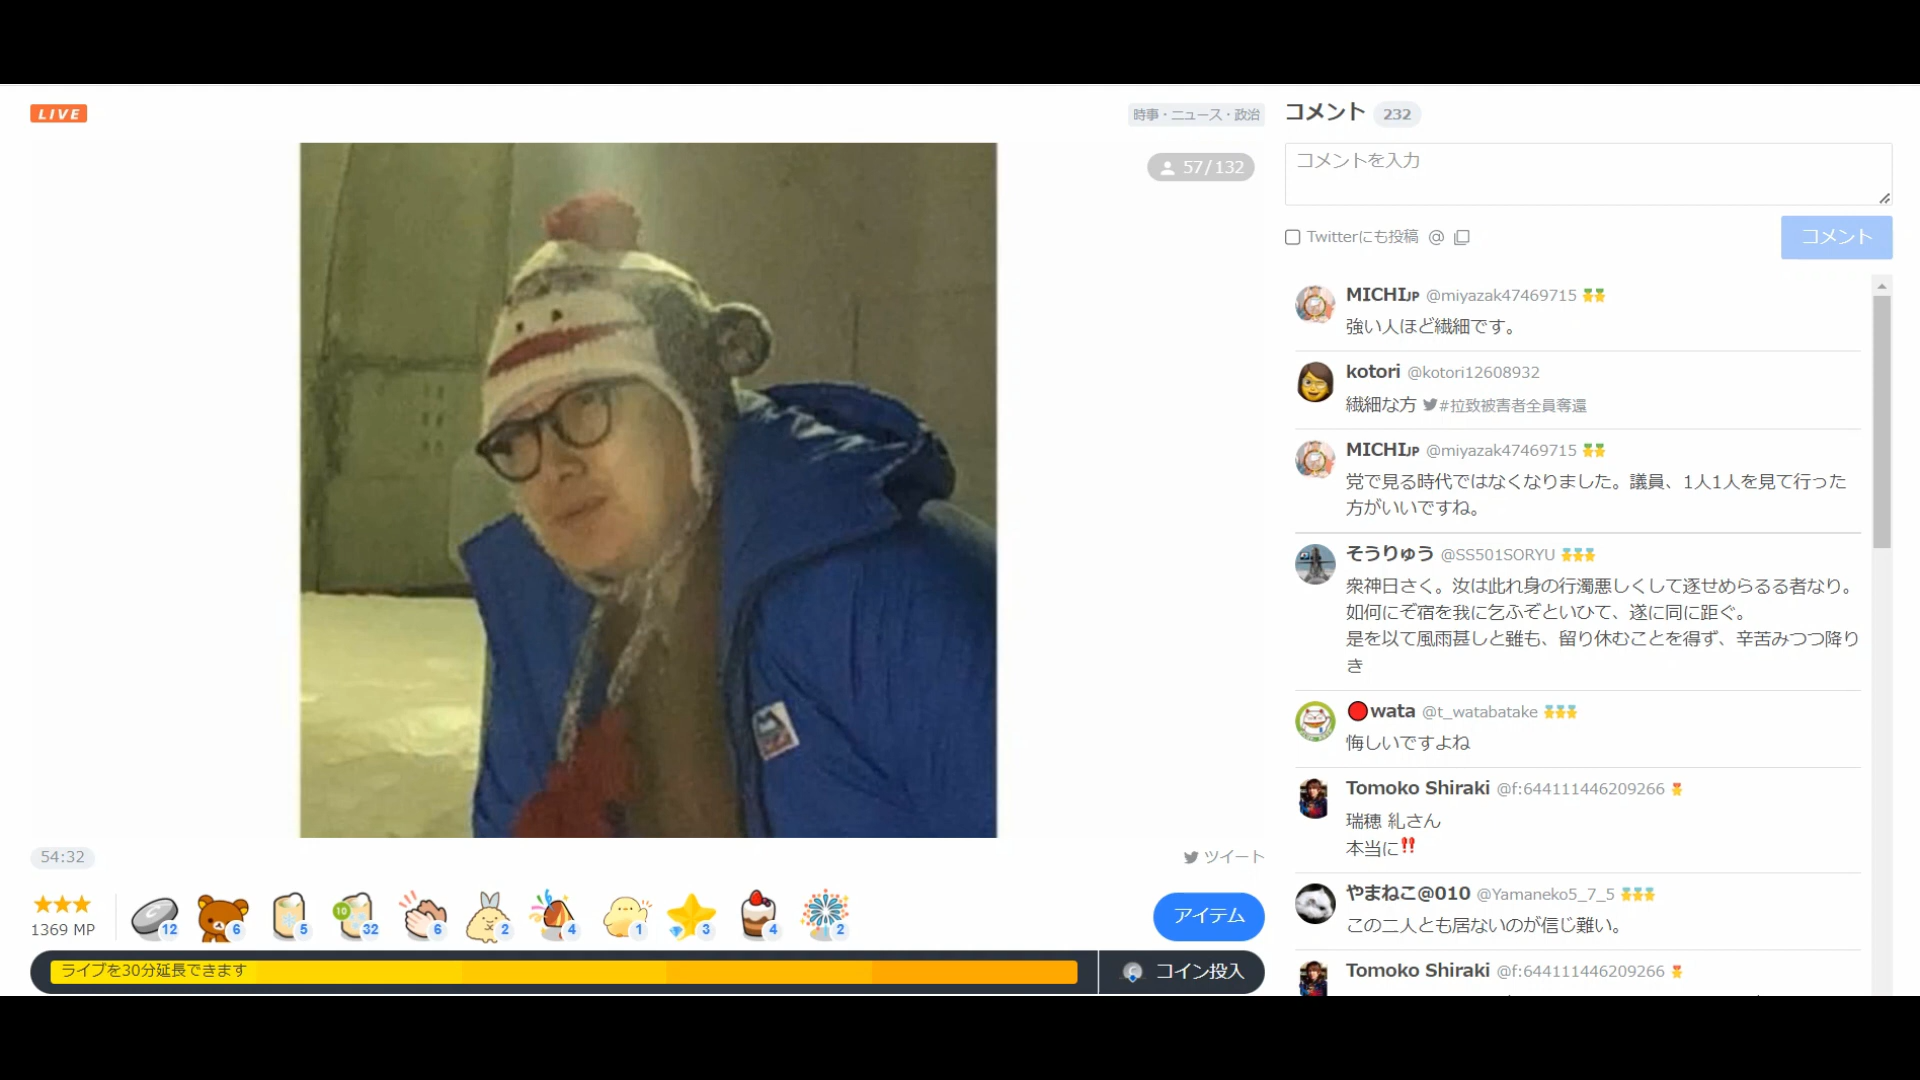 LIVE
時事・ニュース・政治
57/132
54:32
ツイート
1369 MP
12
6
5
10
32
6
2
4
1
3
4
2
アイテム
ライブを30分延長できます
コイン投入
コメント 232
コメントを入力
Twitterにも投稿 @
コメント
MICHIJP @miyazak47469715
強い人ほど繊細です。
kotori @kotori12608932
繊細な方 #拉致被害者全員奪還
MICHIJP @miyazak47469715
党で見る時代ではなくなりました。議員、1人1人を見て行った
方がいいですね。
そうりゅう @SS501SORYU
衆神日さく。汝は此れ身の行濁悪しくして逐せめらるる者なり。
如何にぞ宿を我に乞ふぞといひて、遂に同に距ぐ。
是を以て風雨甚しと雖も、留り休むことを得ず、辛苦みつつ降り
き
wata @t_watabatake
悔しいですよね
Tomoko Shiraki @f:644111446209266
瑞穂 糺さん
本当に‼
やまねこ@010 @Yamaneko5_7_5
この二人とも居ないのが信じ難い。
Tomoko Shiraki @f:644111446209266